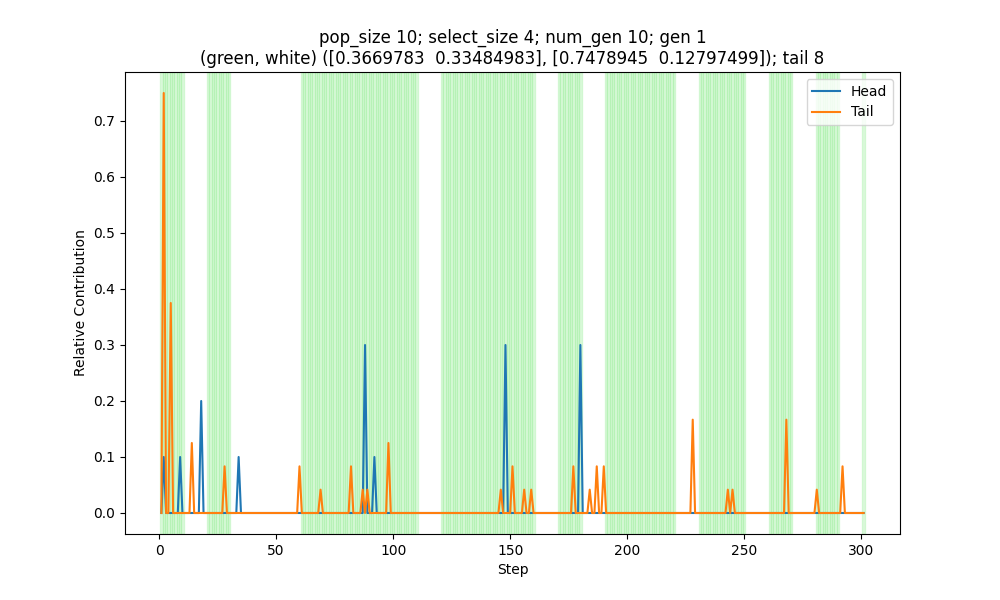 pop_size 10; select_size 4; num_gen 10; gen 1
(green, white) ([0.3669783  0.33484983], [0.7478945  0.12797499]); tail 8
Head
Tail
Relative Contribution
0.7
0.6
0.5
0.4
0.3
0.2
0.1
0.0
0
50
100
150
200
250
300
Step